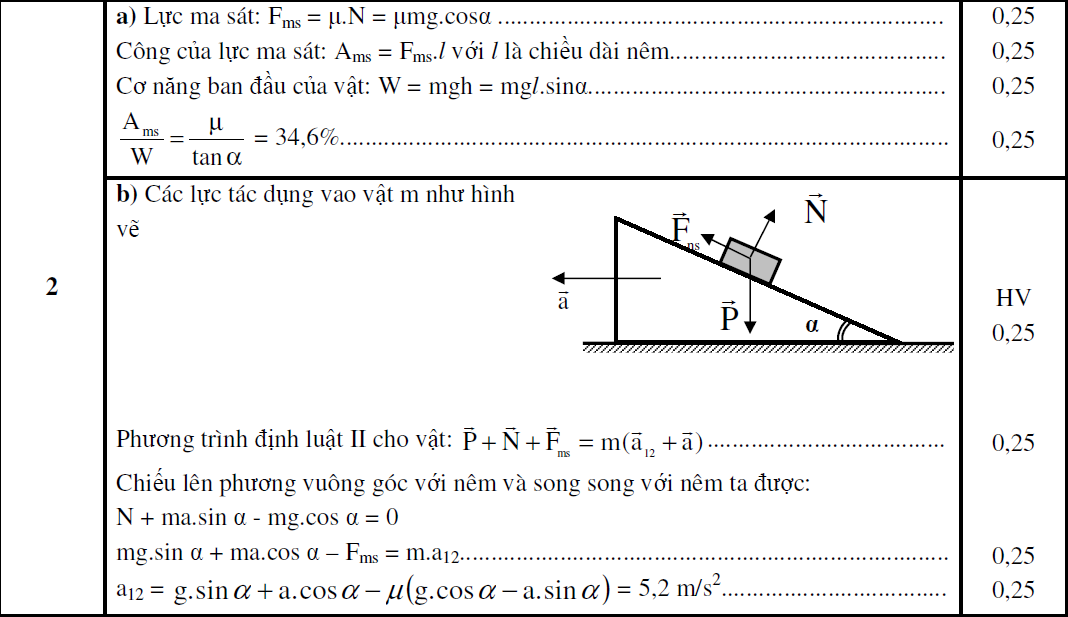 a) Lực ma sát: Fms = μ.N = μmg.cosα ...................................................................... 0,25
Công của lực ma sát: Ams = Fms.l với l là chiều dài nêm........................................... 0,25
Cơ năng ban đầu của vật: W = mgh = mgl.sinα........................................................ 0,25
Ams/W = μ/tan α = 34,6%................................................................................................ 0,25
b) Các lực tác dụng vao vật m như hình
vẽ
N⃗
F⃗ms
a⃗
P⃗
α
2
HV
0,25
Phương trình định luật II cho vật: P⃗ + N⃗ + F⃗ms = m(a⃗12 + a⃗)..................................... 0,25
Chiếu lên phương vuông góc với nêm và song song với nêm ta được:
N + ma.sin α - mg.cos α = 0
mg.sin α + ma.cos α – Fms = m.a12............................................................................. 0,25
a12 = g.sin α + a.cos α − μ(g.cos α − a.sin α) = 5,2 m/s²................................... 0,25